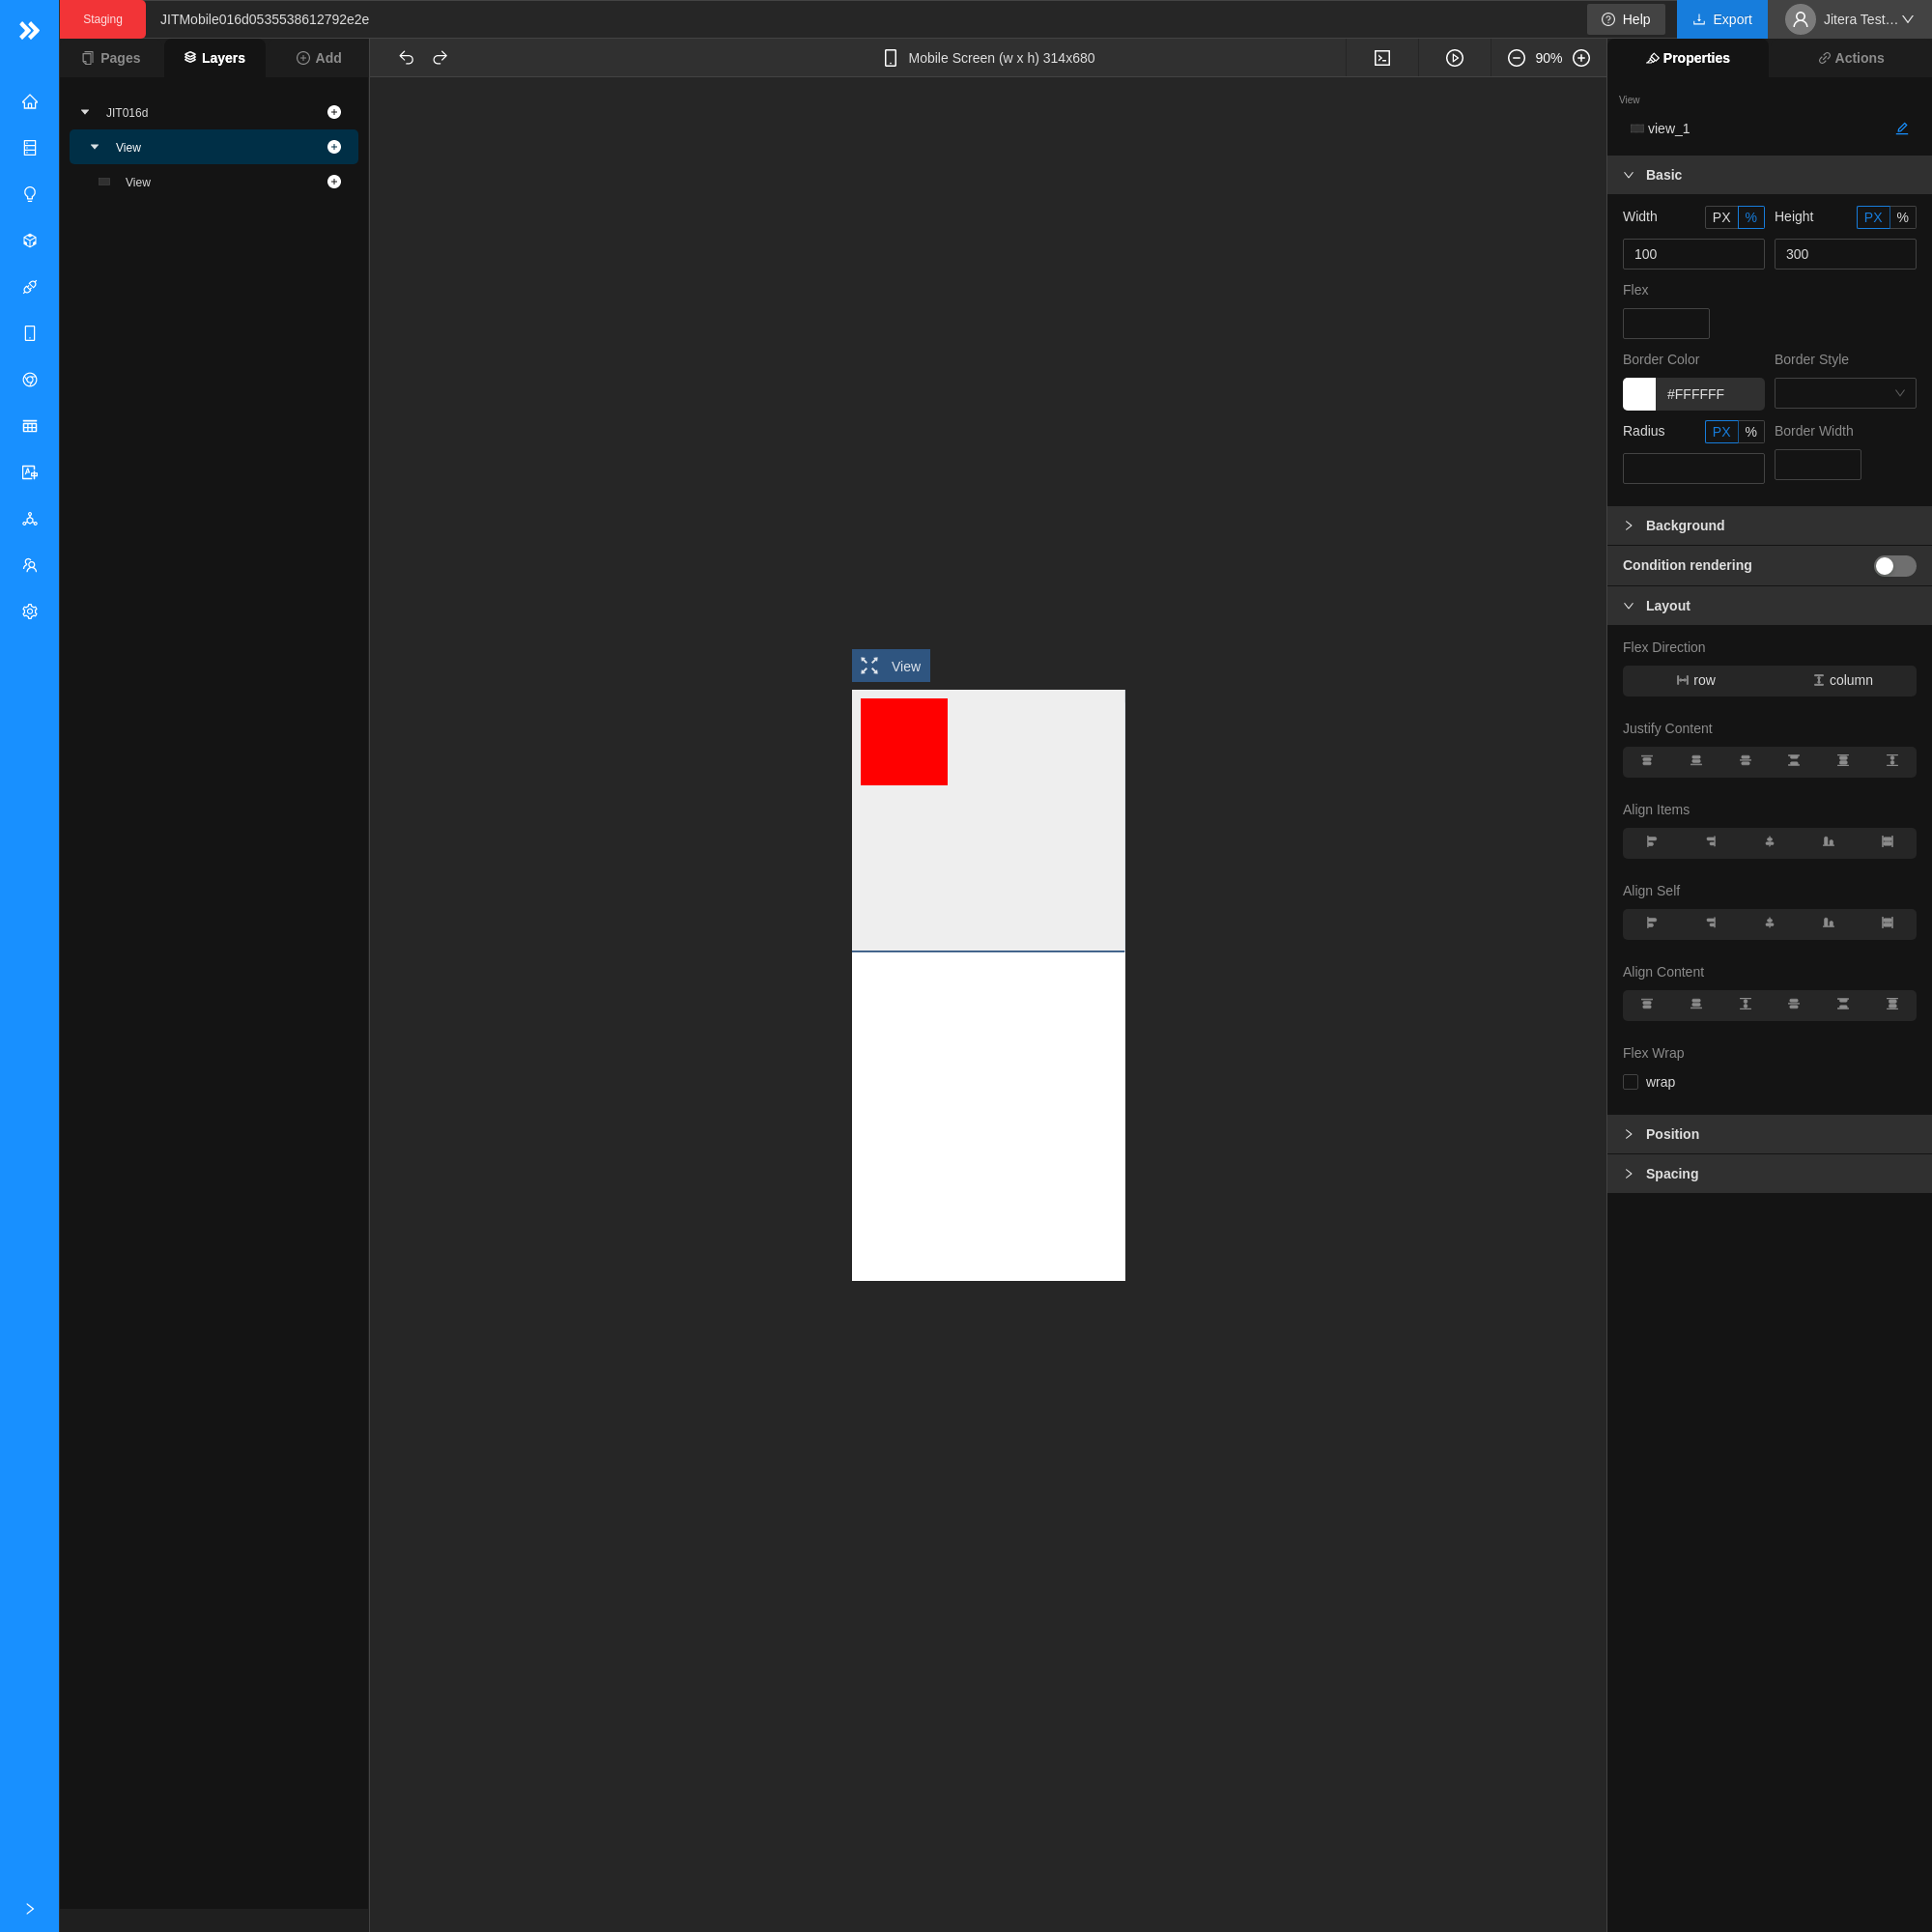 Staging
JITMobile016d0535538612792e2e
Help
Export
Jitera Test…
Pages
Layers
Add
Mobile Screen (w x h) 314x680
90%
Properties
Actions
JIT016d
View
View
View
view_1
Basic
Width PX % Height PX %
100 300
Flex
Border Color Border Style
#FFFFFF
Radius PX % Border Width
Background
Condition rendering
Layout
Flex Direction
row column
View
Justify Content
Align Items
Align Self
Align Content
Flex Wrap
wrap
Position
Spacing